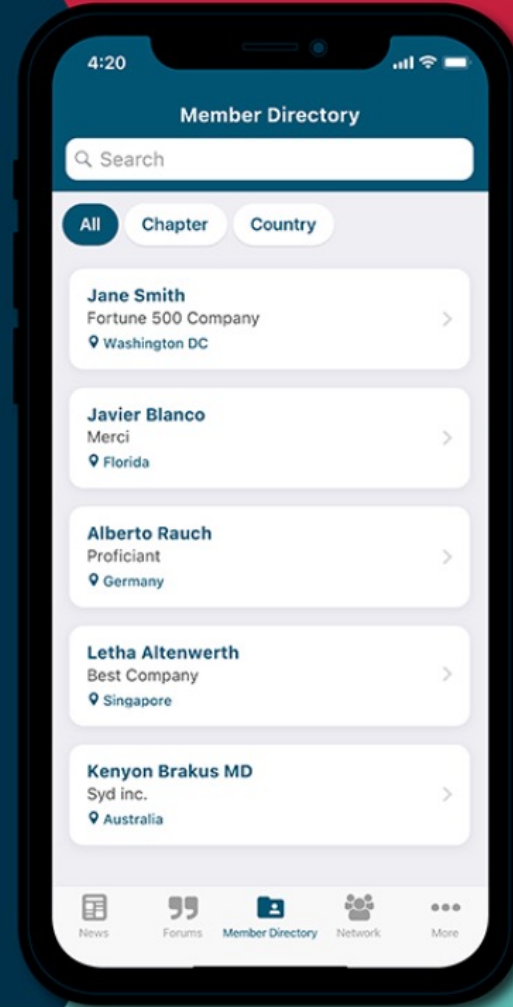 4:20
Member Directory
Search
All Chapter Country
Jane Smith
Fortune 500 Company
Washington DC
Javier Blanco
Merci
Florida
Alberto Rauch
Proficiant
Germany
Letha Altenwerth
Best Company
Singapore
Kenyon Brakus MD
Syd inc.
Australia
News Forums Member Directory Network More